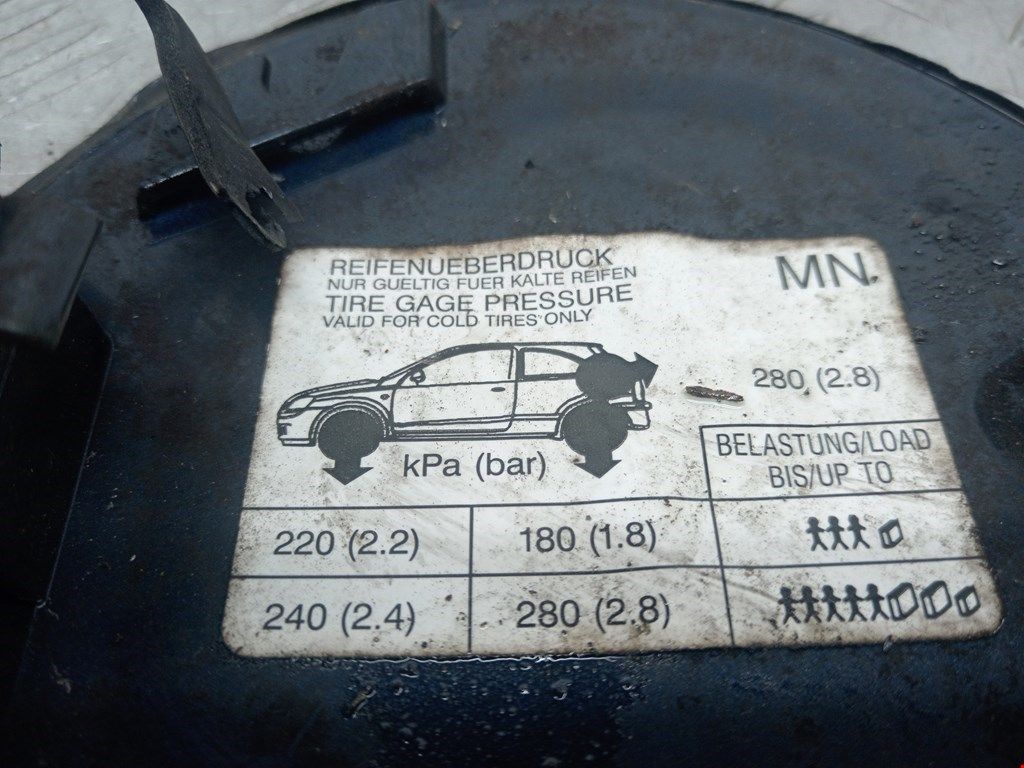 REIFENUEBERDRUCK
NUR GUELTIG FUER KALTE REIFEN
TIRE GAGE PRESSURE
VALID FOR COLD TIRES ONLY
MN
280 (2.8)
kPa (bar)
BELASTUNG/LOAD
BIS/UP TO
220 (2.2) 180 (1.8)
240 (2.4) 280 (2.8)